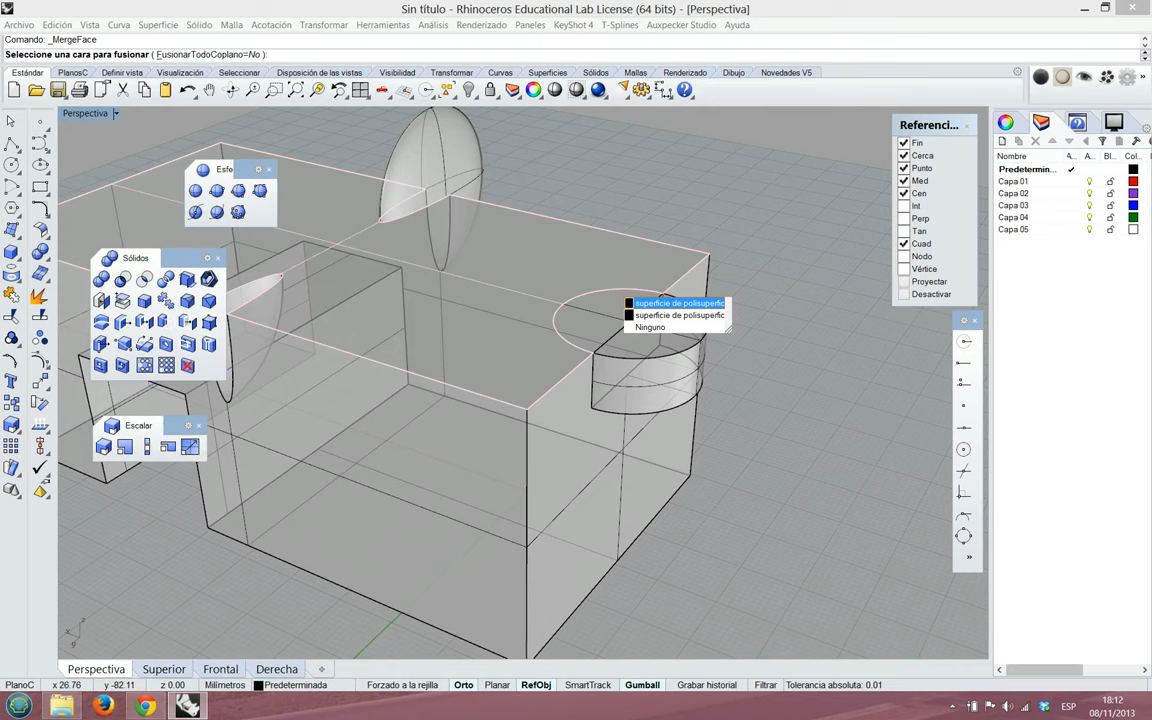 Sin título - Rhinoceros Educational Lab License (64 bits) - [Perspectiva]
Archivo Edición Vista Curva Superficie Sólido Malla Acotación Transformar Herramientas Análisis Renderizado Paneles KeyShot 4 T-Splines Auxpecker Studio Ayuda
Comando: _MergeFace
Seleccione una cara para fusionar ( FusionarTodoCoplano=No ):
Estándar PlanosC Definir vista Visualización Seleccionar Disposición de las vistas Visibilidad Transformar Curvas Superficies Sólidos Mallas Renderizado Dibujo Novedades V5
Perspectiva
Esfe
Sólidos
Escalar
superficie de polisuperfic
superficie de polisuperfic
Ninguno
Referenci...
Fin
Cerca
Punto
Med
Cen
Int
Perp
Tan
Cuad
Nodo
Vértice
Proyectar
Desactivar
Nombre A... A... Bl... Col...
Predetermin...
Capa 01
Capa 02
Capa 03
Capa 04
Capa 05
z
x
y
Perspectiva Superior Frontal Derecha
PlanoC x 26.76 y -82.11 z 0.00 Milímetros Predeterminada Forzado a la rejilla Orto Planar RefObj SmartTrack Gumball Grabar historial Filtrar Tolerancia absoluta: 0.01
ESP
18:12
08/11/2013